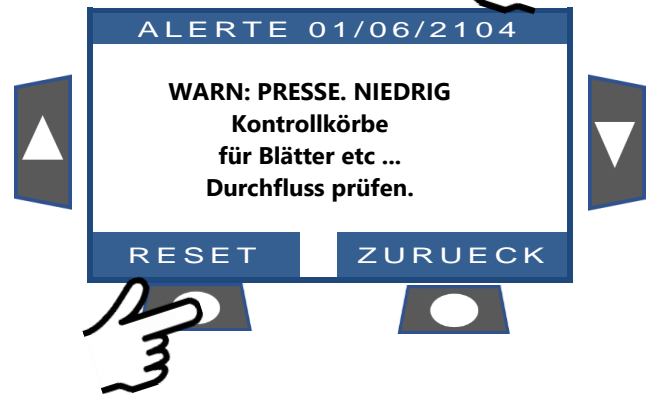 ALERTE 01/06/2104
WARN: PRESSE. NIEDRIG
Kontrollkörbe
für Blätter etc ...
Durchfluss prüfen.
RESET ZURUECK